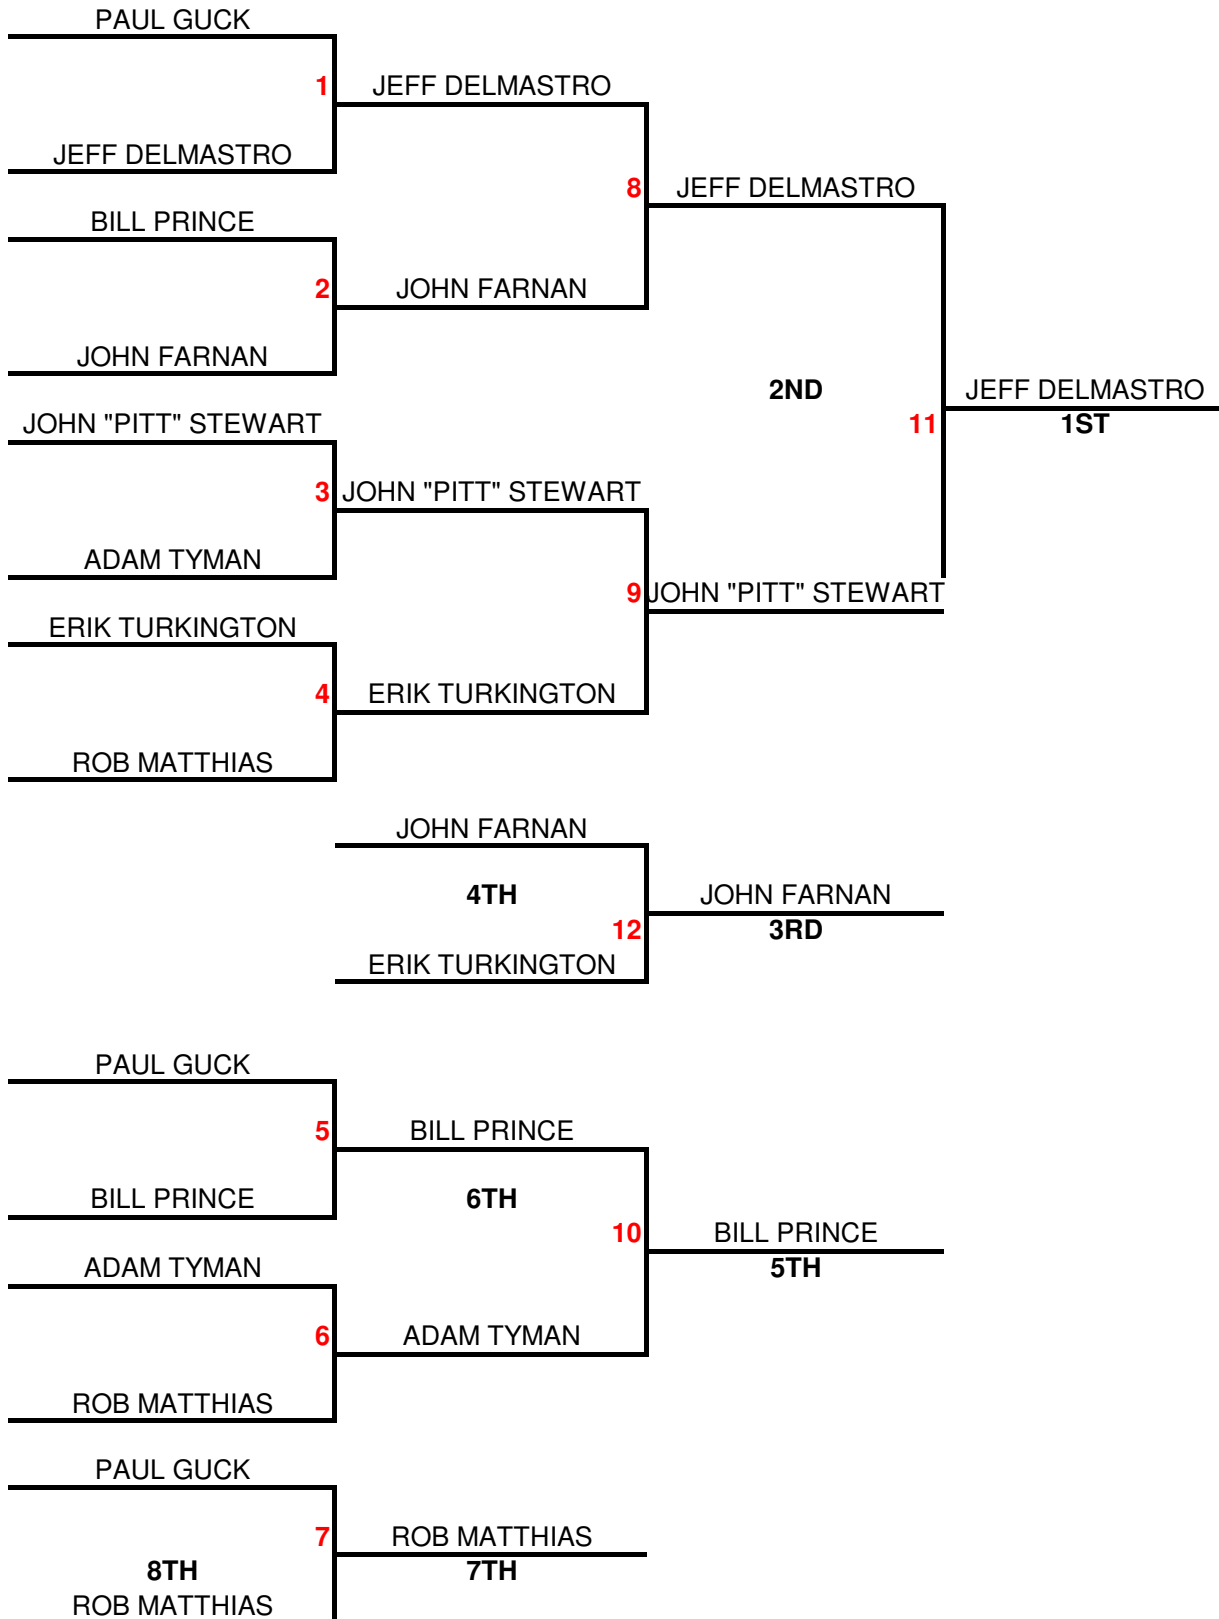 PAUL GUCK
1 JEFF DELMASTRO
JEFF DELMASTRO
8 JEFF DELMASTRO
BILL PRINCE
2 JOHN FARNAN
JOHN FARNAN
2ND JEFF DELMASTRO
JOHN "PITT" STEWART 11 1ST
3 JOHN "PITT" STEWART
ADAM TYMAN
9 JOHN "PITT" STEWART
ERIK TURKINGTON
4 ERIK TURKINGTON
ROB MATTHIAS
JOHN FARNAN
4TH JOHN FARNAN
12 3RD
ERIK TURKINGTON
PAUL GUCK
5 BILL PRINCE
BILL PRINCE 6TH
10 BILL PRINCE
ADAM TYMAN 5TH
6 ADAM TYMAN
ROB MATTHIAS
PAUL GUCK
7 ROB MATTHIAS
8TH 7TH
ROB MATTHIAS